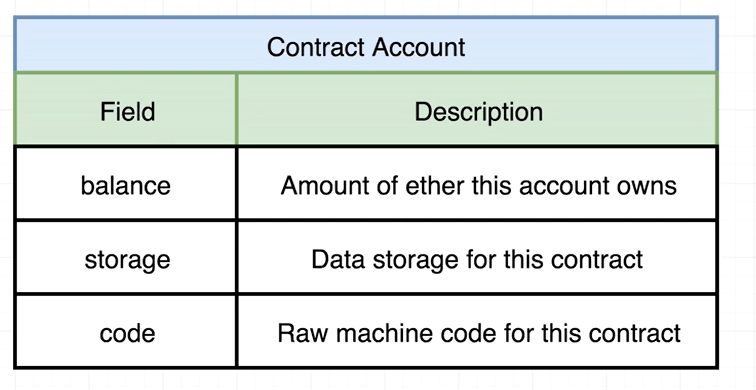 Contract Account
Field Description
balance Amount of ether this account owns
storage Data storage for this contract
code Raw machine code for this contract